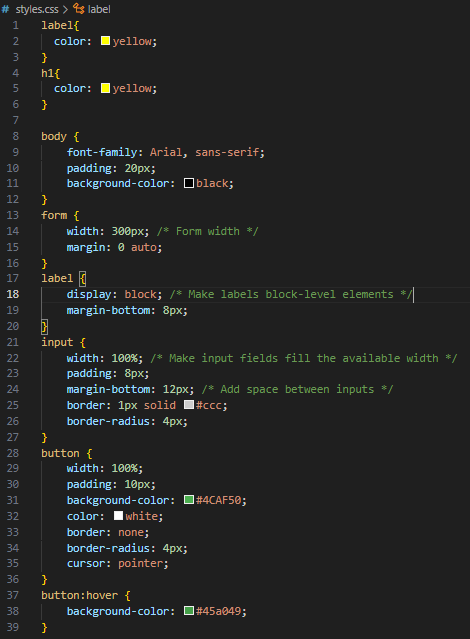 # styles.css > label
1 label{
2   color: yellow;
3 }
4 h1{
5   color: yellow;
6 }
7
8 body {
9     font-family: Arial, sans-serif;
10     padding: 20px;
11     background-color: black;
12 }
13 form {
14     width: 300px; /* Form width */
15     margin: 0 auto;
16 }
17 label {
18     display: block; /* Make labels block-level elements */
19     margin-bottom: 8px;
20 }
21 input {
22     width: 100%; /* Make input fields fill the available width */
23     padding: 8px;
24     margin-bottom: 12px; /* Add space between inputs */
25     border: 1px solid #ccc;
26     border-radius: 4px;
27 }
28 button {
29     width: 100%;
30     padding: 10px;
31     background-color: #4CAF50;
32     color: white;
33     border: none;
34     border-radius: 4px;
35     cursor: pointer;
36 }
37 button:hover {
38     background-color: #45a049;
39 }